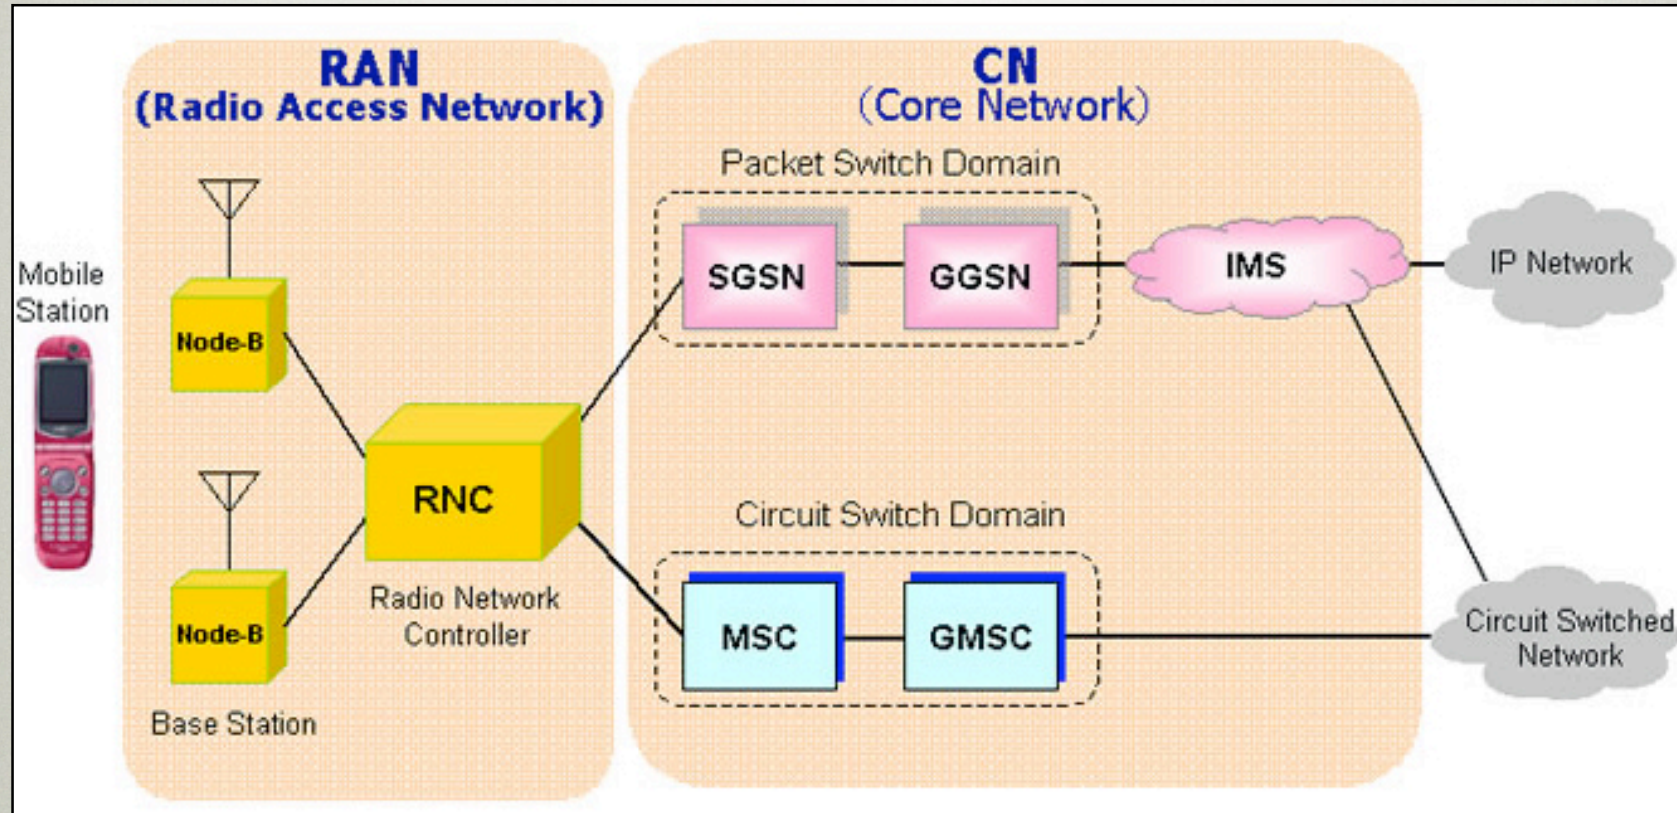 RAN
(Radio Access Network)
CN
(Core Network)
Packet Switch Domain
SGSN
GGSN
IMS
IP Network
Mobile
Station
Node-B
RNC
Radio Network
Controller
Node-B
Base Station
Circuit Switch Domain
MSC
GMSC
Circuit Switched
Network